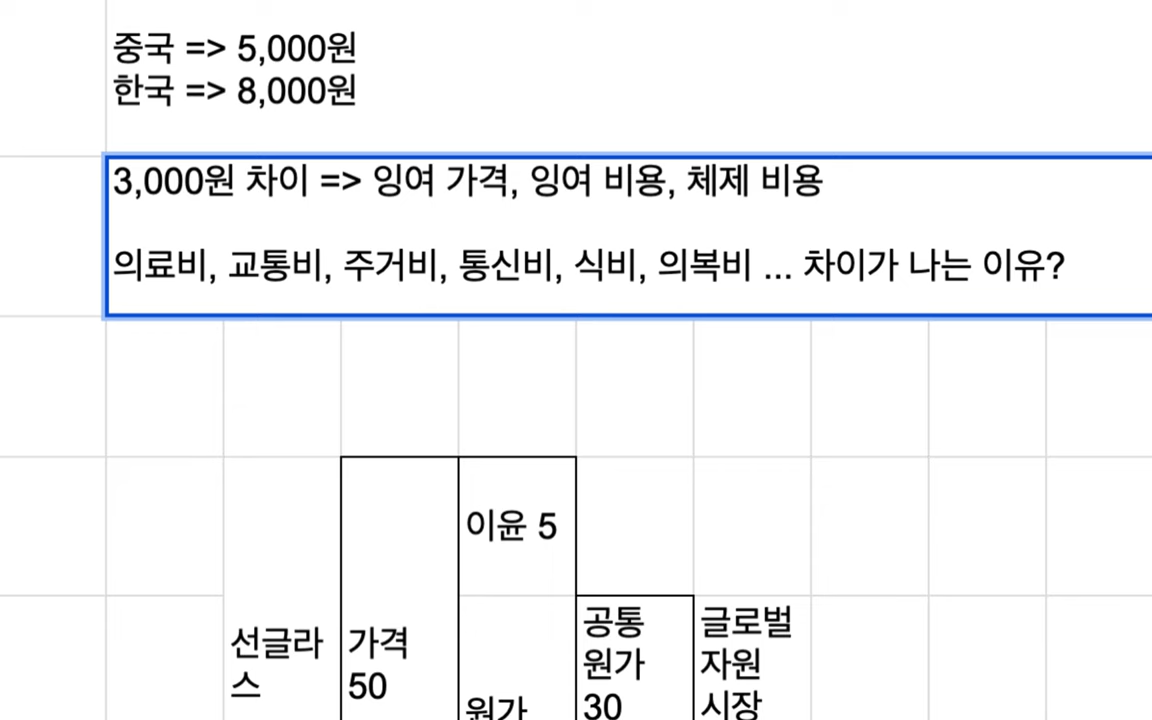 중국 => 5,000원
한국 => 8,000원
3,000원 차이 => 잉여 가격, 잉여 비용, 체제 비용
의료비, 교통비, 주거비, 통신비, 식비, 의복비 ... 차이가 나는 이유?
이윤 5
선글라
스
가격
50
원가
공통
원가
30
글로벌
자원
시장